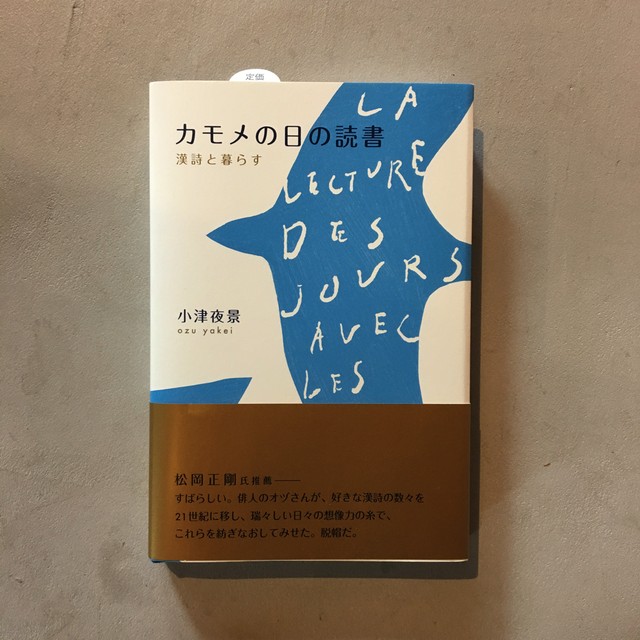 定価
カモメの日の読書
漢詩と暮らす
LA
LECTURE
DES
JOURS
AVEC
LES
小津夜景
ozu yakei
松岡正剛氏推薦――
すばらしい。俳人のオヅさんが、好きな漢詩の数々を
21世紀に移し、瑞々しい日々の想像力の糸で、
これらを紡ぎなおしてみせた。脱帽だ。